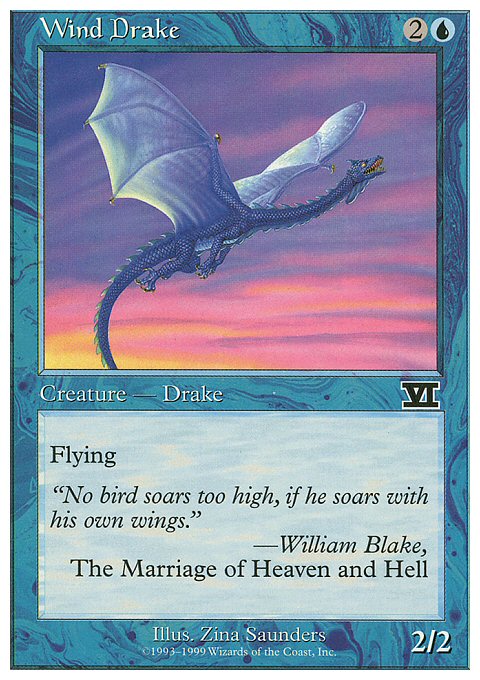 Wind Drake 2
Creature — Drake VI
Flying
“No bird soars too high, if he soars with
his own wings.”
—William Blake,
The Marriage of Heaven and Hell
Illus. Zina Saunders
©1993–1999 Wizards of the Coast, Inc. 2/2